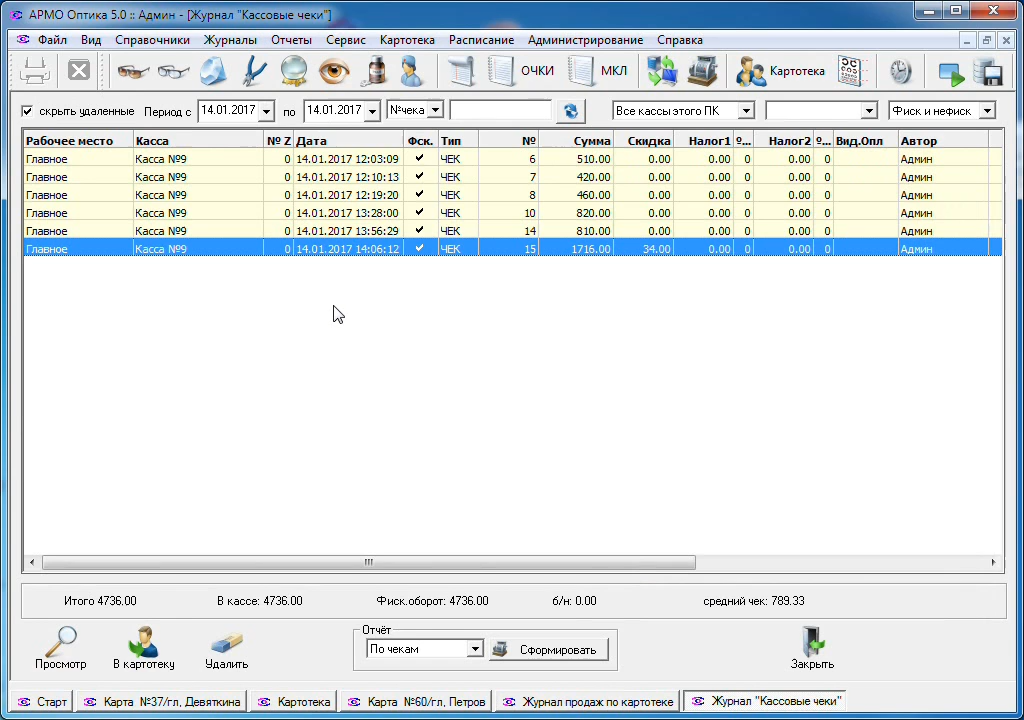 АРМО Оптика 5.0 :: Админ - [Журнал "Кассовые чеки"]
Файл Вид Справочники Журналы Отчеты Сервис Картотека Расписание Администрирование Справка
ОЧКИ МКЛ Картотека
скрыть удаленные Период с 14.01.2017 по 14.01.2017 №чека Все кассы этого ПК Фиск и нефиск
Рабочее место Касса № Z Дата Фск. Тип № Сумма Скидка Налог1 º... Налог2 º... Вид.Опл Автор
Главное Касса №9 0 14.01.2017 12:03:09 ЧЕК 6 510.00 0.00 0.00 0 0.00 0 Админ
Главное Касса №9 0 14.01.2017 12:10:13 ЧЕК 7 420.00 0.00 0.00 0 0.00 0 Админ
Главное Касса №9 0 14.01.2017 12:19:20 ЧЕК 8 460.00 0.00 0.00 0 0.00 0 Админ
Главное Касса №9 0 14.01.2017 13:28:00 ЧЕК 10 820.00 0.00 0.00 0 0.00 0 Админ
Главное Касса №9 0 14.01.2017 13:56:29 ЧЕК 14 810.00 0.00 0.00 0 0.00 0 Админ
Главное Касса №9 0 14.01.2017 14:06:12 ЧЕК 15 1716.00 34.00 0.00 0 0.00 0 Админ
Итого 4736.00 В кассе: 4736.00 Фиск.оборот: 4736.00 б/н: 0.00 средний чек: 789.33
Отчёт
По чекам Сформировать
Просмотр В картотеку Удалить Закрыть
Старт Карта №37/гл, Девяткина Картотека Карта №60/гл, Петров Журнал продаж по картотеке Журнал "Кассовые чеки"